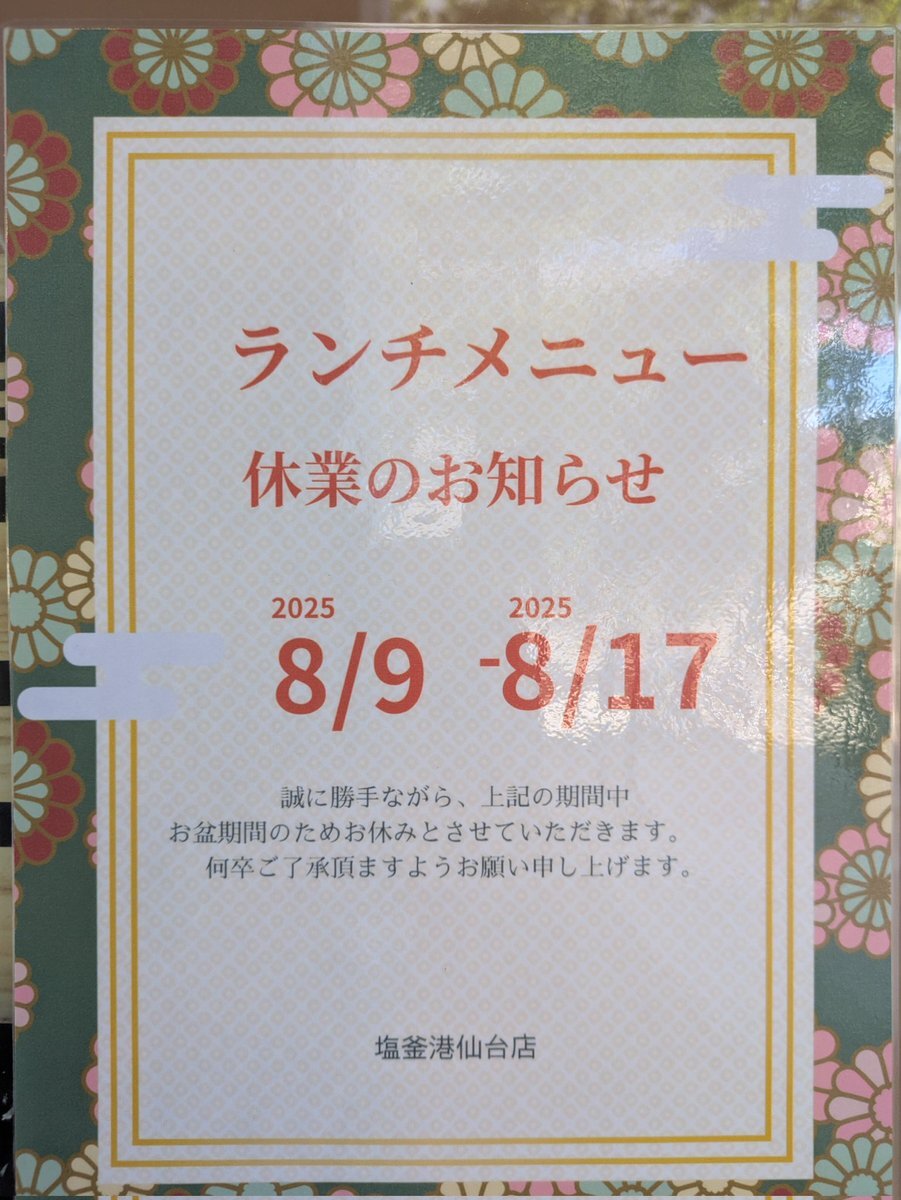 ランチメニュー
休業のお知らせ
2025 2025
8/9 -8/17
誠に勝手ながら、上記の期間中
お盆期間のためお休みとさせていただきます。
何卒ご了承頂ますようお願い申し上げます。
塩釜港仙台店